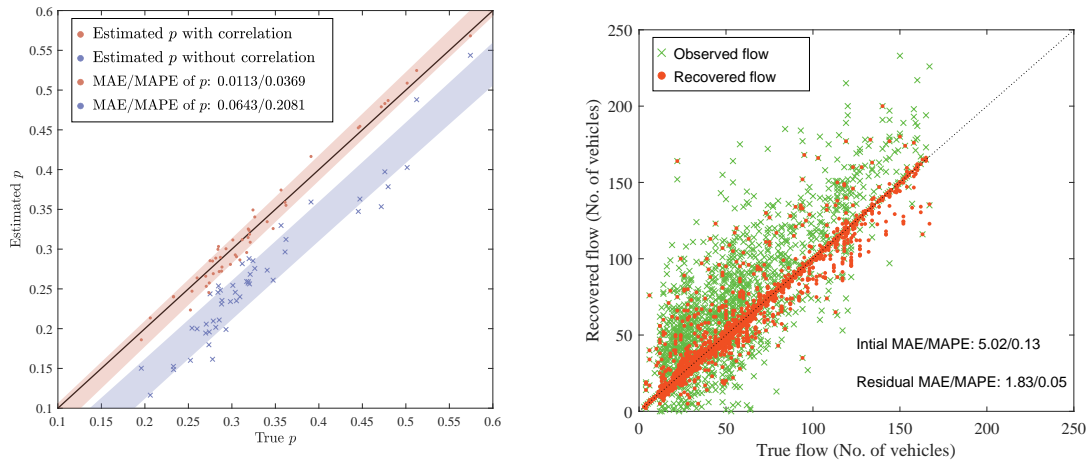 0.6
0.55
0.5
0.45
0.4
0.35
0.3
0.25
0.2
0.15
0.1
Estimated p
Estimated p with correlation
Estimated p without correlation
MAE/MAPE of p: 0.0113/0.0369
MAE/MAPE of p: 0.0643/0.2081
0.1 0.15 0.2 0.25 0.3 0.35 0.4 0.45 0.5 0.55 0.6
True p
250
200
150
100
50
0
Recovered flow (No. of vehicles)
Observed flow
Recovered flow
Intial MAE/MAPE: 5.02/0.13
Residual MAE/MAPE: 1.83/0.05
0 50 100 150 200 250
True flow (No. of vehicles)